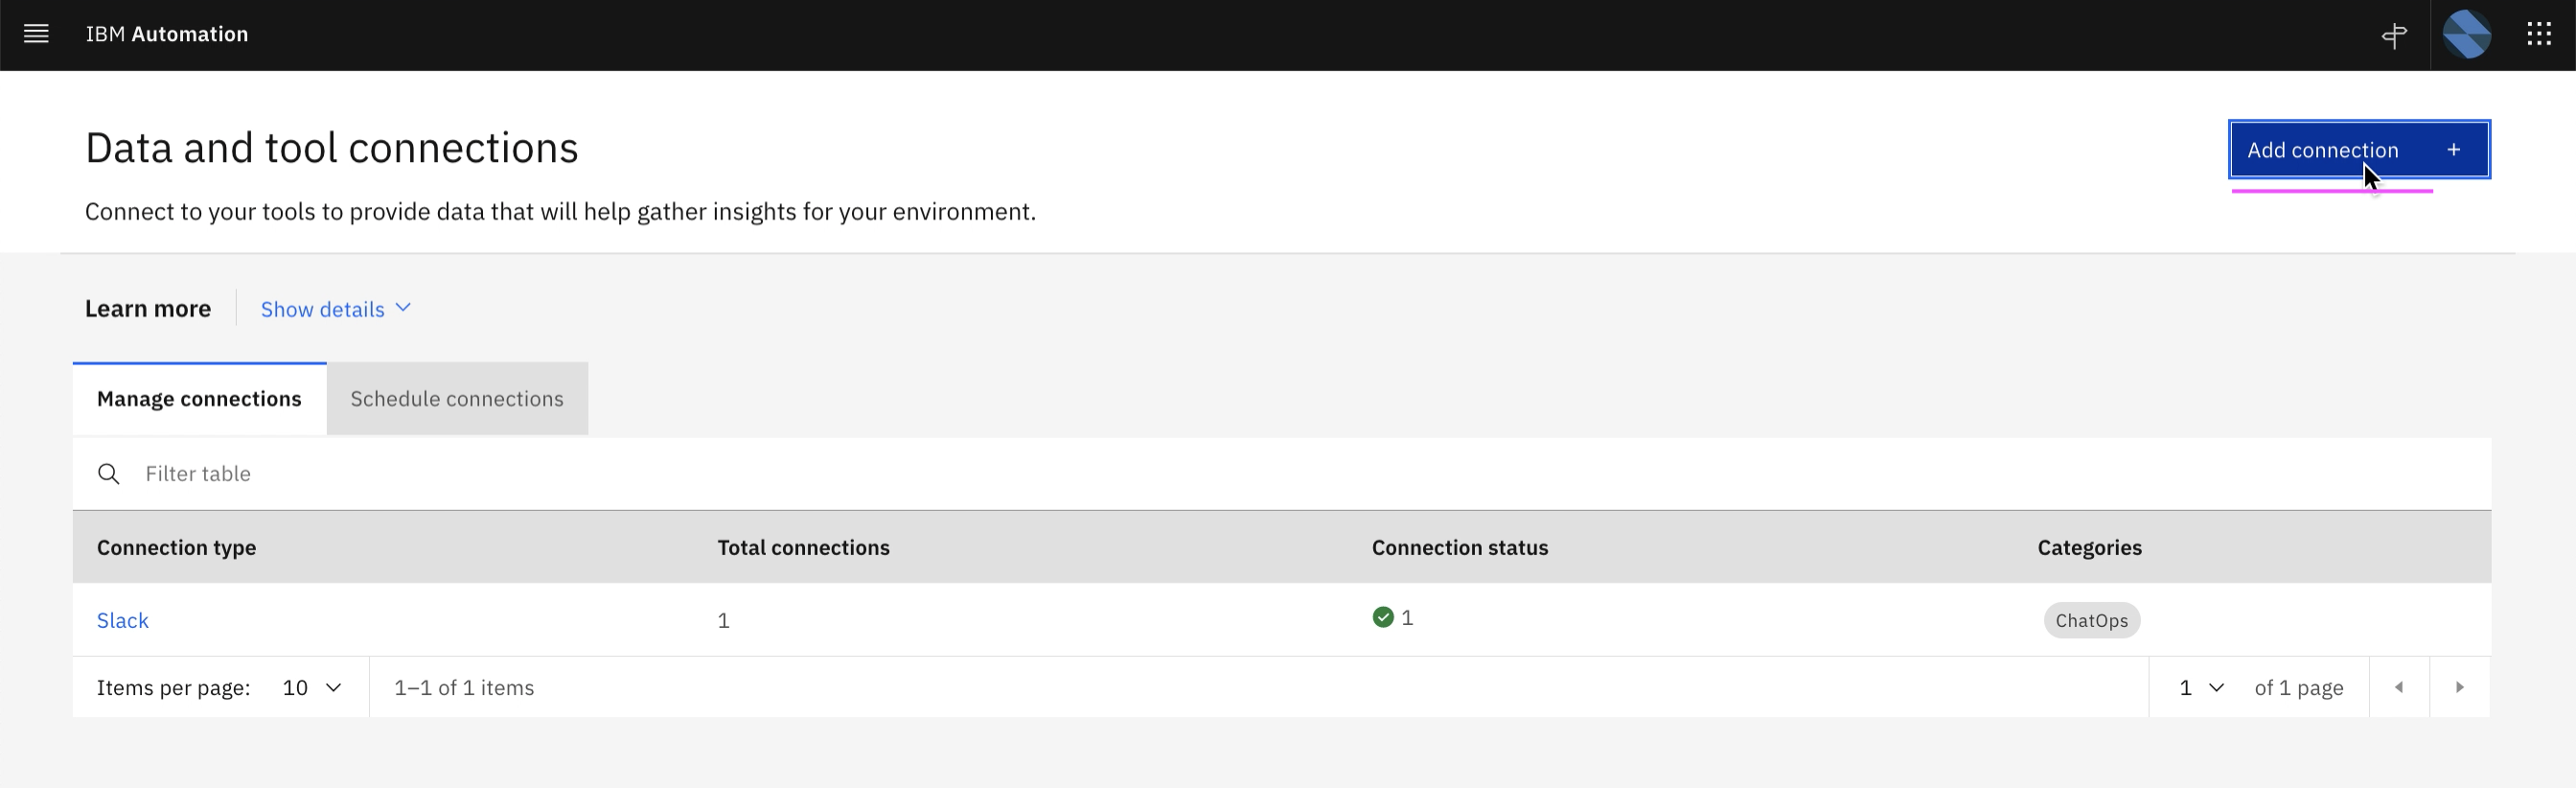 IBM Automation
Data and tool connections
Add connection +
Connect to your tools to provide data that will help gather insights for your environment.
Learn more Show details
Manage connections Schedule connections
Filter table
Connection type Total connections Connection status Categories
Slack 1 1 ChatOps
Items per page: 10 1–1 of 1 items 1 of 1 page